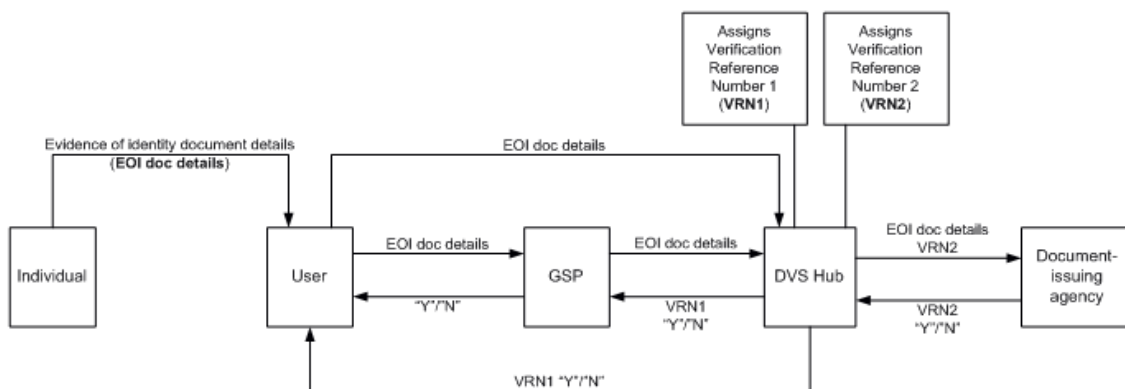 Assigns
Verification
Reference
Number 1
(VRN1)
Assigns
Verification
Reference
Number 2
(VRN2)
Evidence of identity document details
(EOI doc details)
EOI doc details
Individual
User
EOI doc details
"Y"/"N"
GSP
EOI doc details
VRN1
"Y"/"N"
DVS Hub
EOI doc details
VRN2
VRN2
"Y"/"N"
Document-
issuing
agency
VRN1 "Y"/"N"